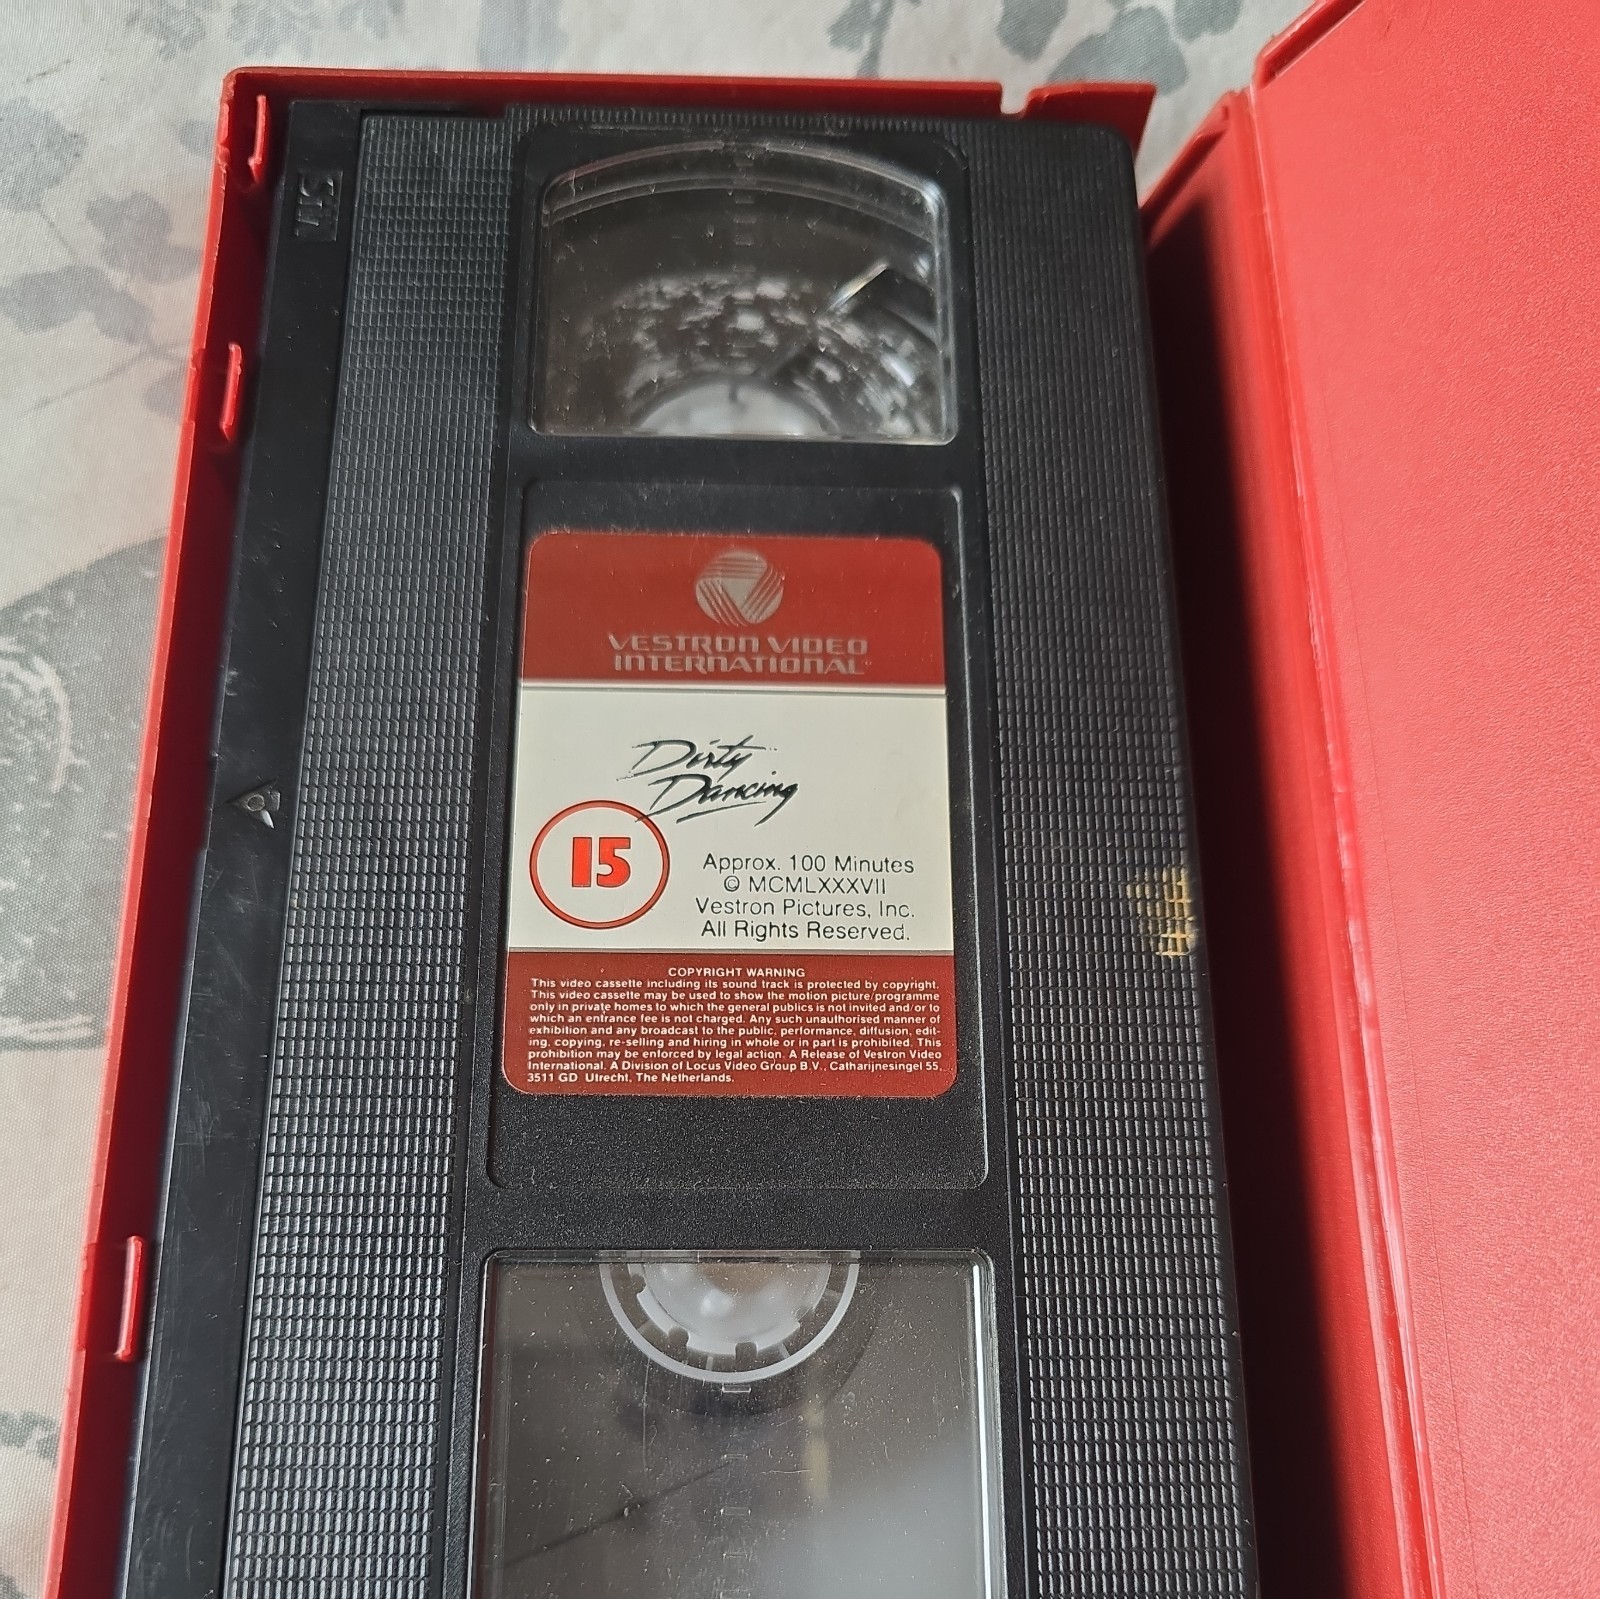 VESTRON VIDEO
INTERNATIONAL
Dirty
Dancing
15
Approx. 100 Minutes
© MCMLXXXVII
Vestron Pictures, Inc.
All Rights Reserved.
COPYRIGHT WARNING
This video cassette including its sound track is protected by copyright.
This video cassette may be used to show the motion picture/programme
only in private homes to which the general publics is not invited and/or to
which an entrance fee is not charged. Any such unauthorised manner of
exhibition and any broadcast to the public, performance, diffusion, edit-
ing, copying, re-selling and hiring in whole or in part is prohibited. This
prohibition may be enforced by legal action. A Release of Vestron Video
International. A Division of Locus Video Group B.V., Catharijnesingel 55,
3511 GD Utrecht, The Netherlands.